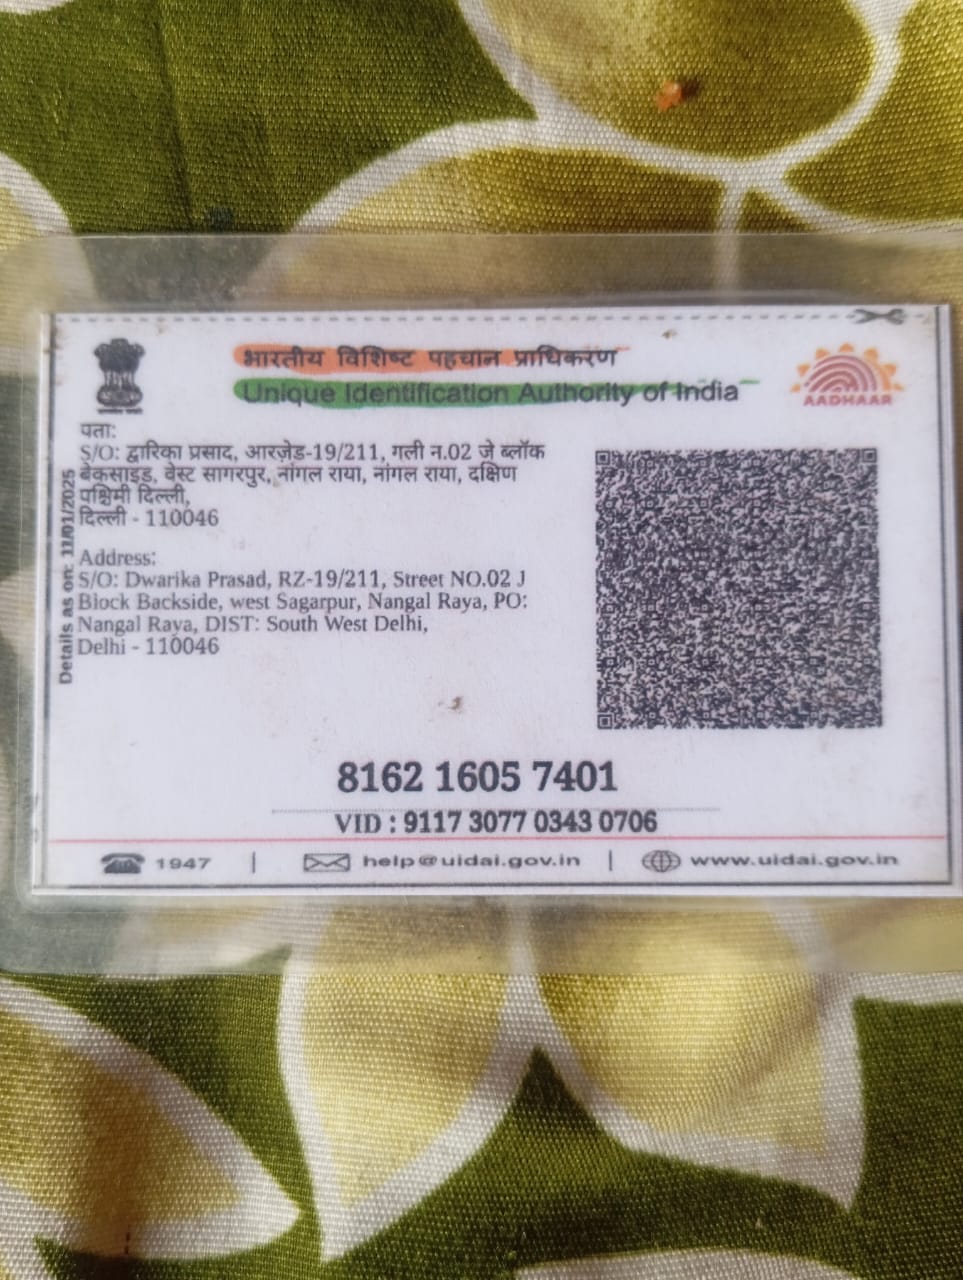 भारतीय विशिष्ट पहचान प्राधिकरण
Unique Identification Authority of India
AADHAAR
पता:
S/O: द्वारिका प्रसाद, आरज़ेड-19/211, गली न.02 जे ब्लॉक
बेकसाइड, वेस्ट सागरपुर, नांगल राया, नांगल राया, दक्षिण
पश्चिमी दिल्ली,
दिल्ली - 110046
Address:
S/O: Dwarika Prasad, RZ-19/211, Street NO.02 J
Block Backside, west Sagarpur, Nangal Raya, PO:
Nangal Raya, DIST: South West Delhi,
Delhi - 110046
Details as on: 11/01/2025
8162 1605 7401
VID : 9117 3077 0343 0706
1947 | help@uidai.gov.in | www.uidai.gov.in